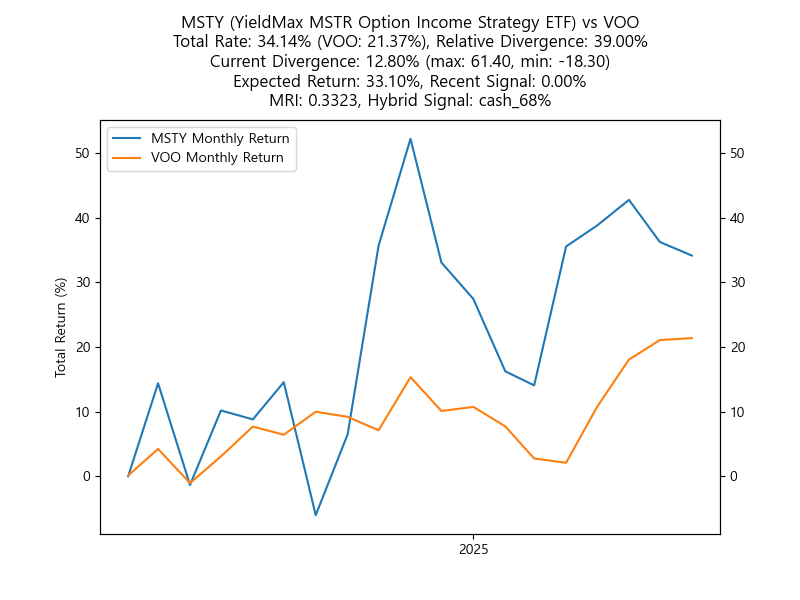 MSTY (YieldMax MSTR Option Income Strategy ETF) vs VOO
Total Rate: 34.14% (VOO: 21.37%), Relative Divergence: 39.00%
Current Divergence: 12.80% (max: 61.40, min: -18.30)
Expected Return: 33.10%, Recent Signal: 0.00%
MRI: 0.3323, Hybrid Signal: cash_68%
MSTY Monthly Return
VOO Monthly Return
50
40
30
20
10
0
50
40
30
20
10
0
Total Return (%)
2025